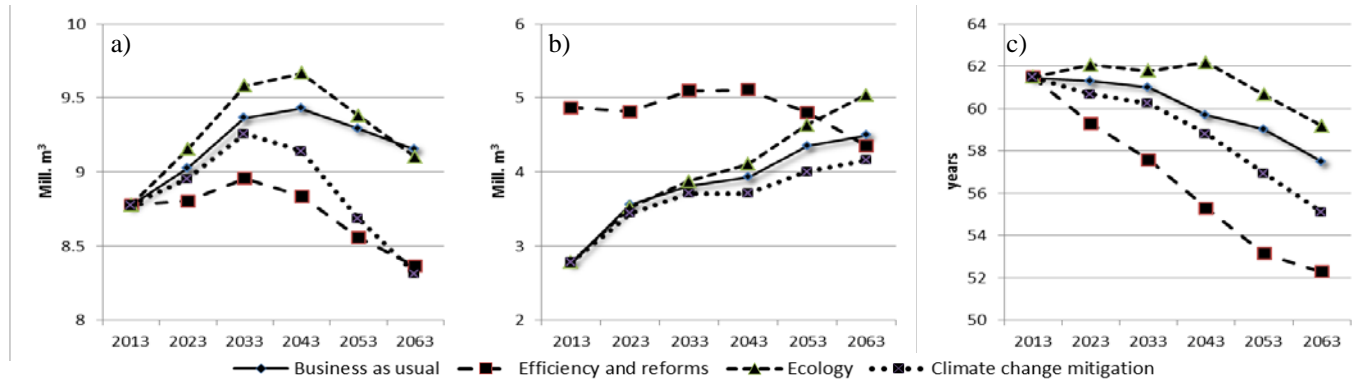 a)
10
9.5
9
8.5
8
Mill. m³
2013 2023 2033 2043 2053 2063
b)
6
5
4
3
2
Mill. m³
2013 2023 2033 2043 2053 2063
c)
64
62
60
58
56
54
52
50
years
2013 2023 2033 2043 2053 2063
Business as usual Efficiency and reforms Ecology Climate change mitigation